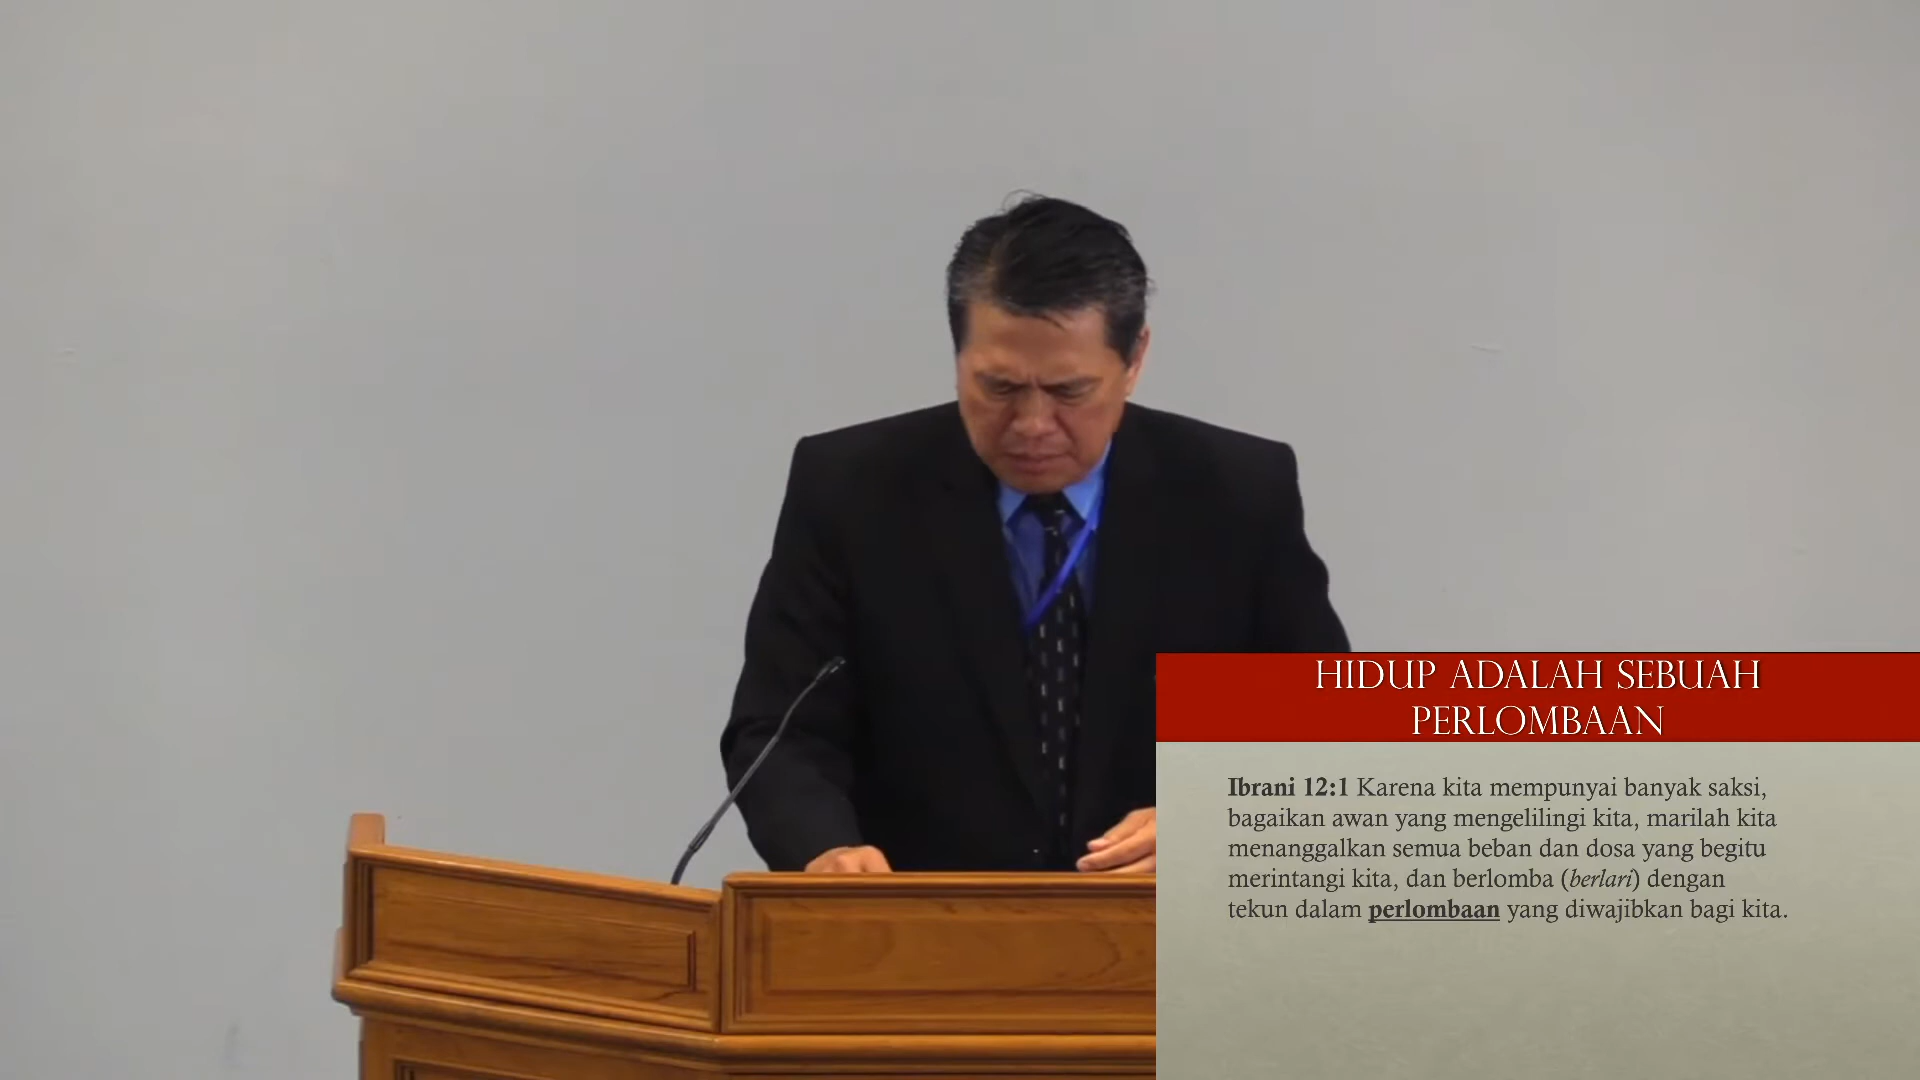 HIDUP ADALAH SEBUAH
PERLOMBAAN
Ibrani 12:1 Karena kita mempunyai banyak saksi,
bagaikan awan yang mengelilingi kita, marilah kita
menanggalkan semua beban dan dosa yang begitu
merintangi kita, dan berlomba (berlari) dengan
tekun dalam perlombaan yang diwajibkan bagi kita.